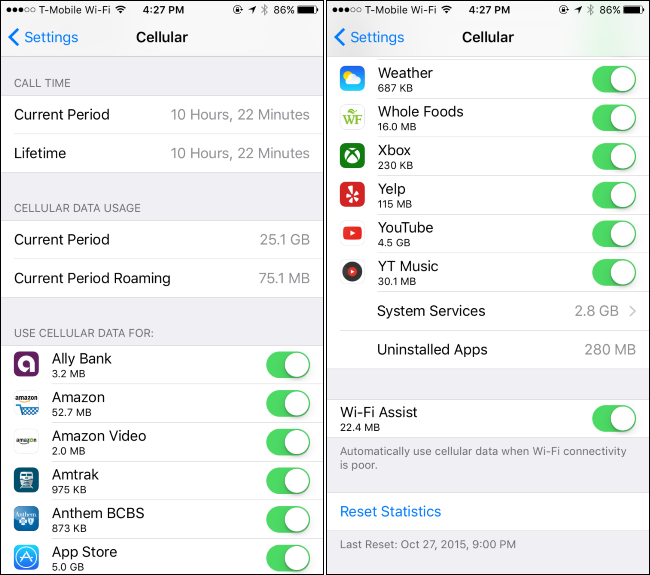 T-Mobile Wi-Fi 4:27 PM 86%
Settings Cellular
CALL TIME
Current Period 10 Hours, 22 Minutes
Lifetime 10 Hours, 22 Minutes
CELLULAR DATA USAGE
Current Period 25.1 GB
Current Period Roaming 75.1 MB
USE CELLULAR DATA FOR:
a Ally Bank
3.2 MB
amazon Amazon
52.7 MB
amazon Amazon Video
2.0 MB
Amtrak
975 KB
Anthem Anthem BCBS
873 KB
App Store
5.0 GB
T-Mobile Wi-Fi 4:27 PM 86%
Settings Cellular
Weather
687 KB
WF Whole Foods
16.0 MB
Xbox
230 KB
Yelp
115 MB
YouTube
4.5 GB
YT Music
30.1 MB
System Services 2.8 GB
Uninstalled Apps 280 MB
Wi-Fi Assist
22.4 MB
Automatically use cellular data when Wi-Fi connectivity
is poor.
Reset Statistics
Last Reset: Oct 27, 2015, 9:00 PM